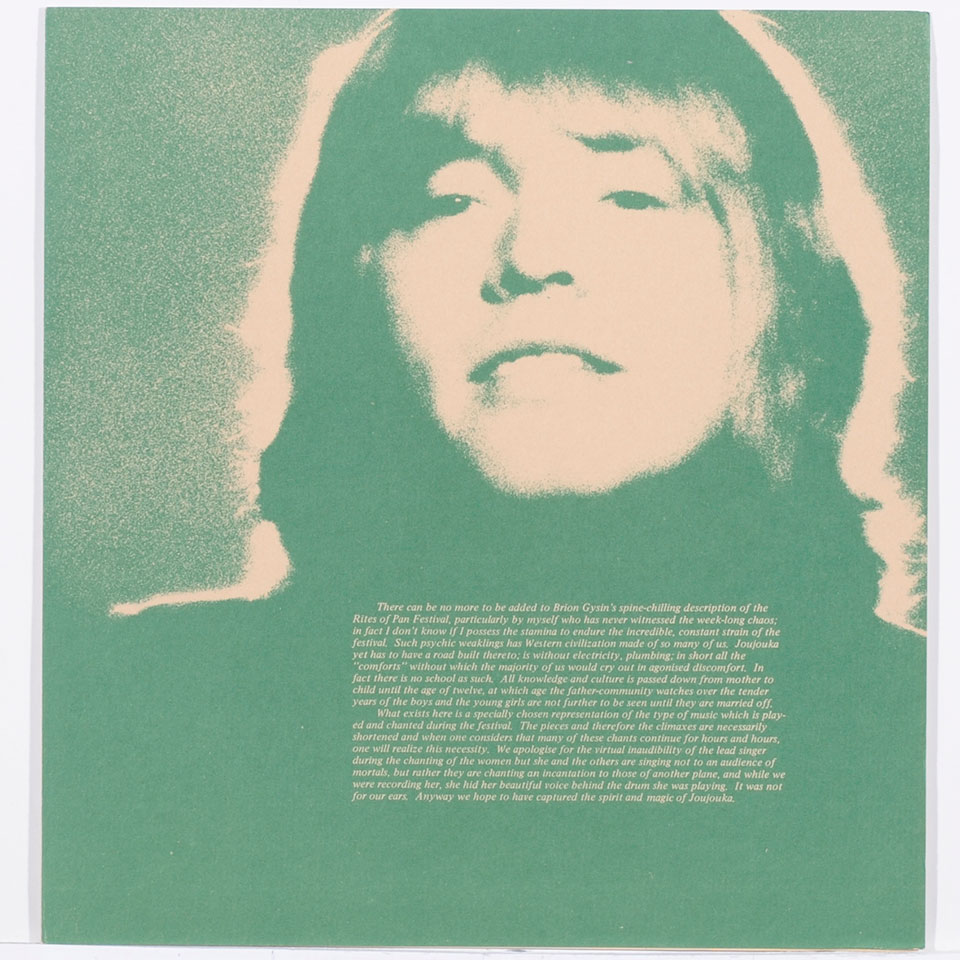 There can be no more to be added to Brion Gysin's spine-chilling description of the
Rites of Pan Festival, particularly by myself who has never witnessed the week-long chaos;
in fact I don't know if I possess the stamina to endure the incredible, constant strain of the
festival. Such psychic weaklings has Western civilization made of so many of us. Joujouka
yet has to have a road built thereto; is without electricity, plumbing; in short all the
"comforts" without which the majority of us would cry out in agonised discomfort. In
fact there is no school as such. All knowledge and culture is passed down from mother to
child until the age of twelve, at which age the father-community watches over the tender
years of the boys and the young girls are not further to be seen until they are married off.
What exists here is a specially chosen representation of the type of music which is play-
ed and chanted during the festival. The pieces and therefore the climaxes are necessarily
shortened and when one considers that many of these chants continue for hours and hours,
one will realize this necessity. We apologise for the virtual inaudibility of the lead singer
during the chanting of the women but she and the others are singing not to an audience of
mortals, but rather they are chanting an incantation to those of another plane, and while we
were recording her, she hid her beautiful voice behind the drum she was playing. It was not
for our ears. Anyway we hope to have captured the spirit and magic of Joujouka.